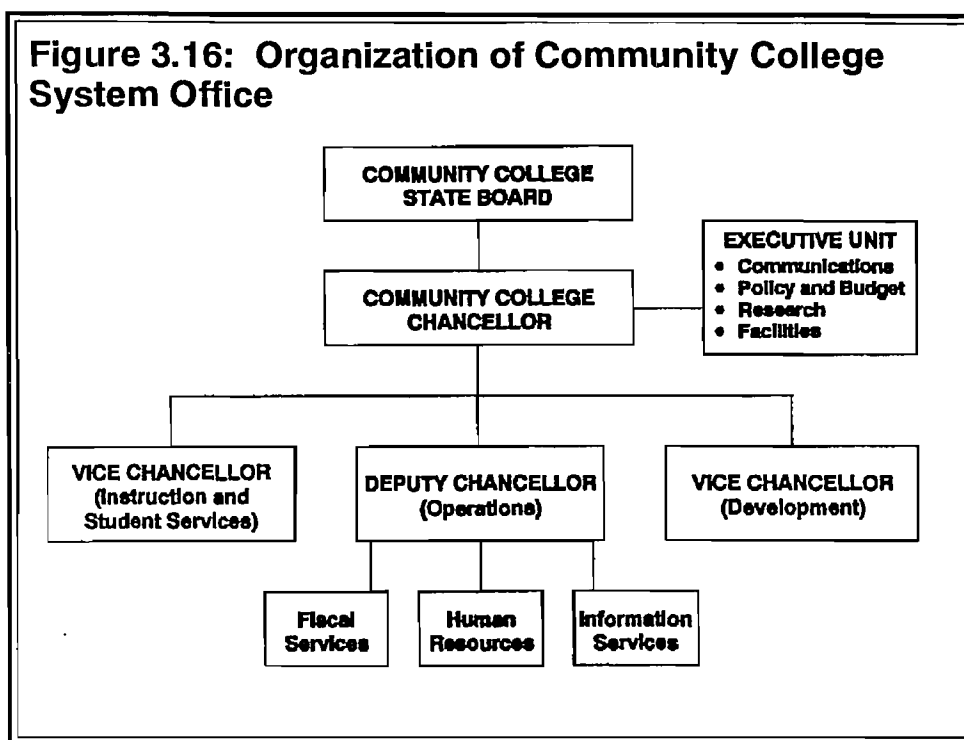 Figure 3.16: Organization of Community College
System Office
COMMUNITY COLLEGE
STATE BOARD
EXECUTIVE UNIT
• Communications
• Policy and Budget
• Research
• Facilities
COMMUNITY COLLEGE
CHANCELLOR
VICE CHANCELLOR
(Instruction and
Student Services)
DEPUTY CHANCELLOR
(Operations)
VICE CHANCELLOR
(Development)
Fiscal
Services
Human
Resources
Information
Services